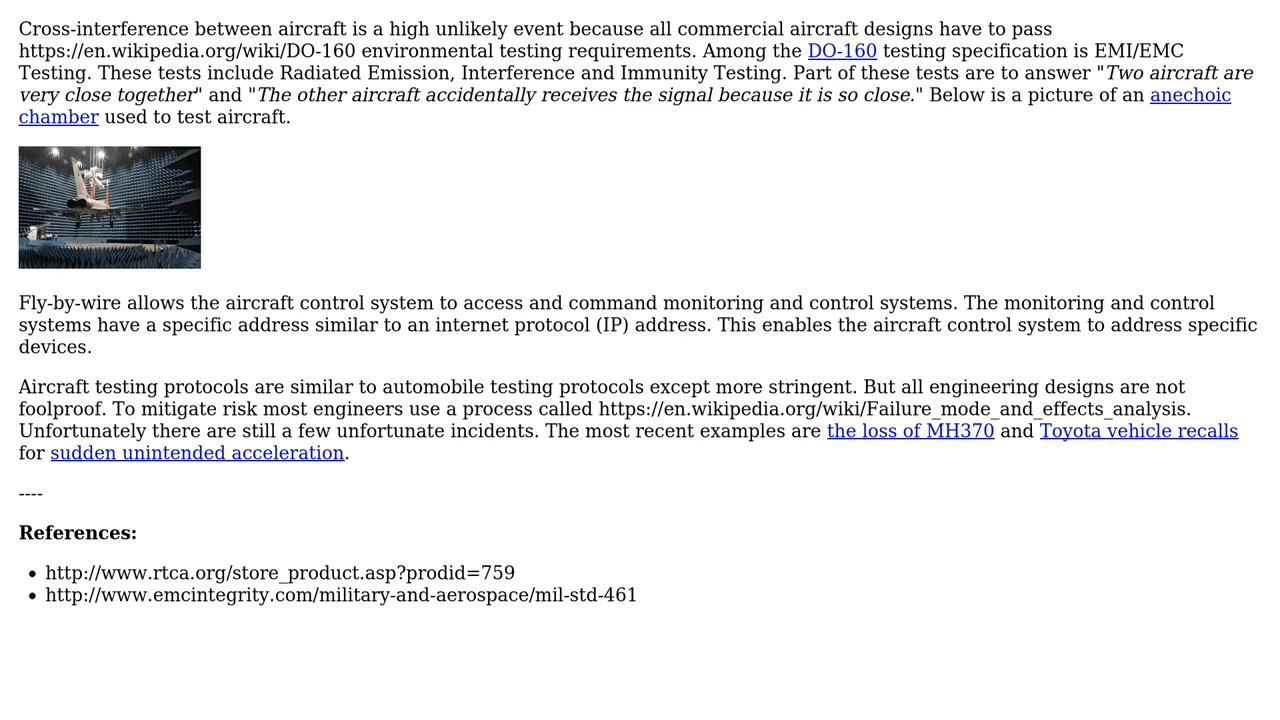 Cross-interference between aircraft is a high unlikely event because all commercial aircraft designs have to pass
https://en.wikipedia.org/wiki/DO-160 environmental testing requirements. Among the DO-160 testing specification is EMI/EMC
Testing. These tests include Radiated Emission, Interference and Immunity Testing. Part of these tests are to answer "Two aircraft are
very close together" and "The other aircraft accidentally receives the signal because it is so close." Below is a picture of an anechoic
chamber used to test aircraft.
Fly-by-wire allows the aircraft control system to access and command monitoring and control systems. The monitoring and control
systems have a specific address similar to an internet protocol (IP) address. This enables the aircraft control system to address specific
devices.
Aircraft testing protocols are similar to automobile testing protocols except more stringent. But all engineering designs are not
foolproof. To mitigate risk most engineers use a process called https://en.wikipedia.org/wiki/Failure_mode_and_effects_analysis.
Unfortunately there are still a few unfortunate incidents. The most recent examples are the loss of MH370 and Toyota vehicle recalls
for sudden unintended acceleration.
----
References:
• http://www.rtca.org/store_product.asp?prodid=759
• http://www.emcintegrity.com/military-and-aerospace/mil-std-461